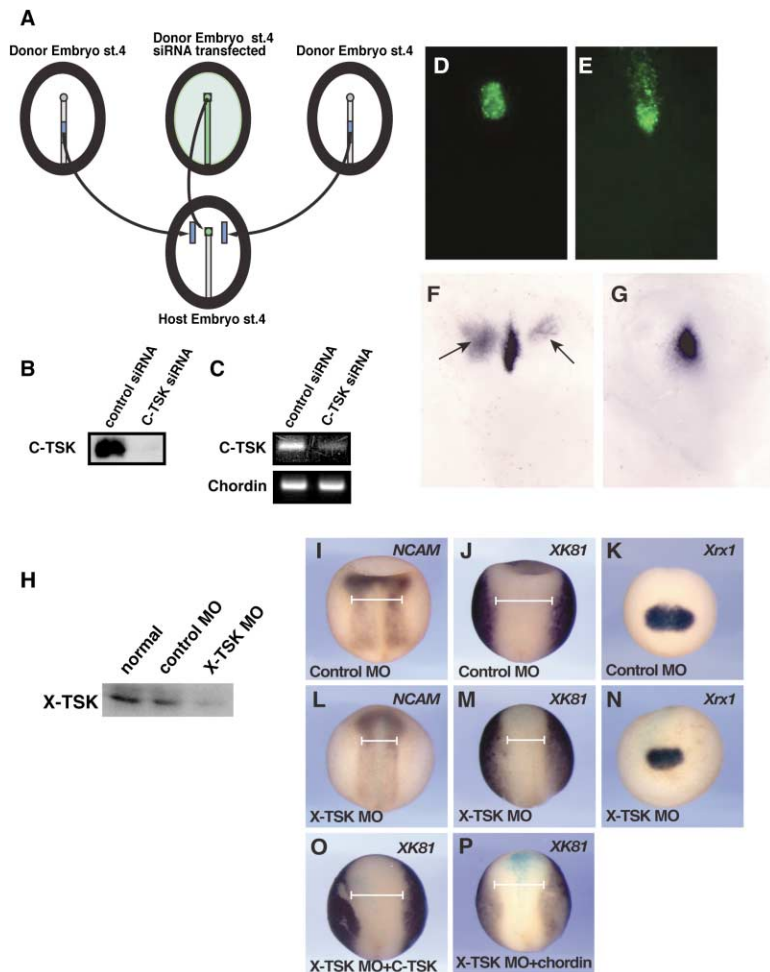 A
Donor Embryo st.4
Donor Embryo st.4
siRNA transfected
Donor Embryo st.4
Host Embryo st.4
B
control siRNA
C-TSK siRNA
C-TSK
C
control siRNA
C-TSK siRNA
C-TSK
Chordin
D
E
F
G
H
normal
control MO
X-TSK MO
X-TSK
I
NCAM
Control MO
J
XK81
Control MO
K
Xrx1
Control MO
L
NCAM
X-TSK MO
M
XK81
X-TSK MO
N
Xrx1
X-TSK MO
O
XK81
X-TSK MO+C-TSK
P
XK81
X-TSK MO+chordin